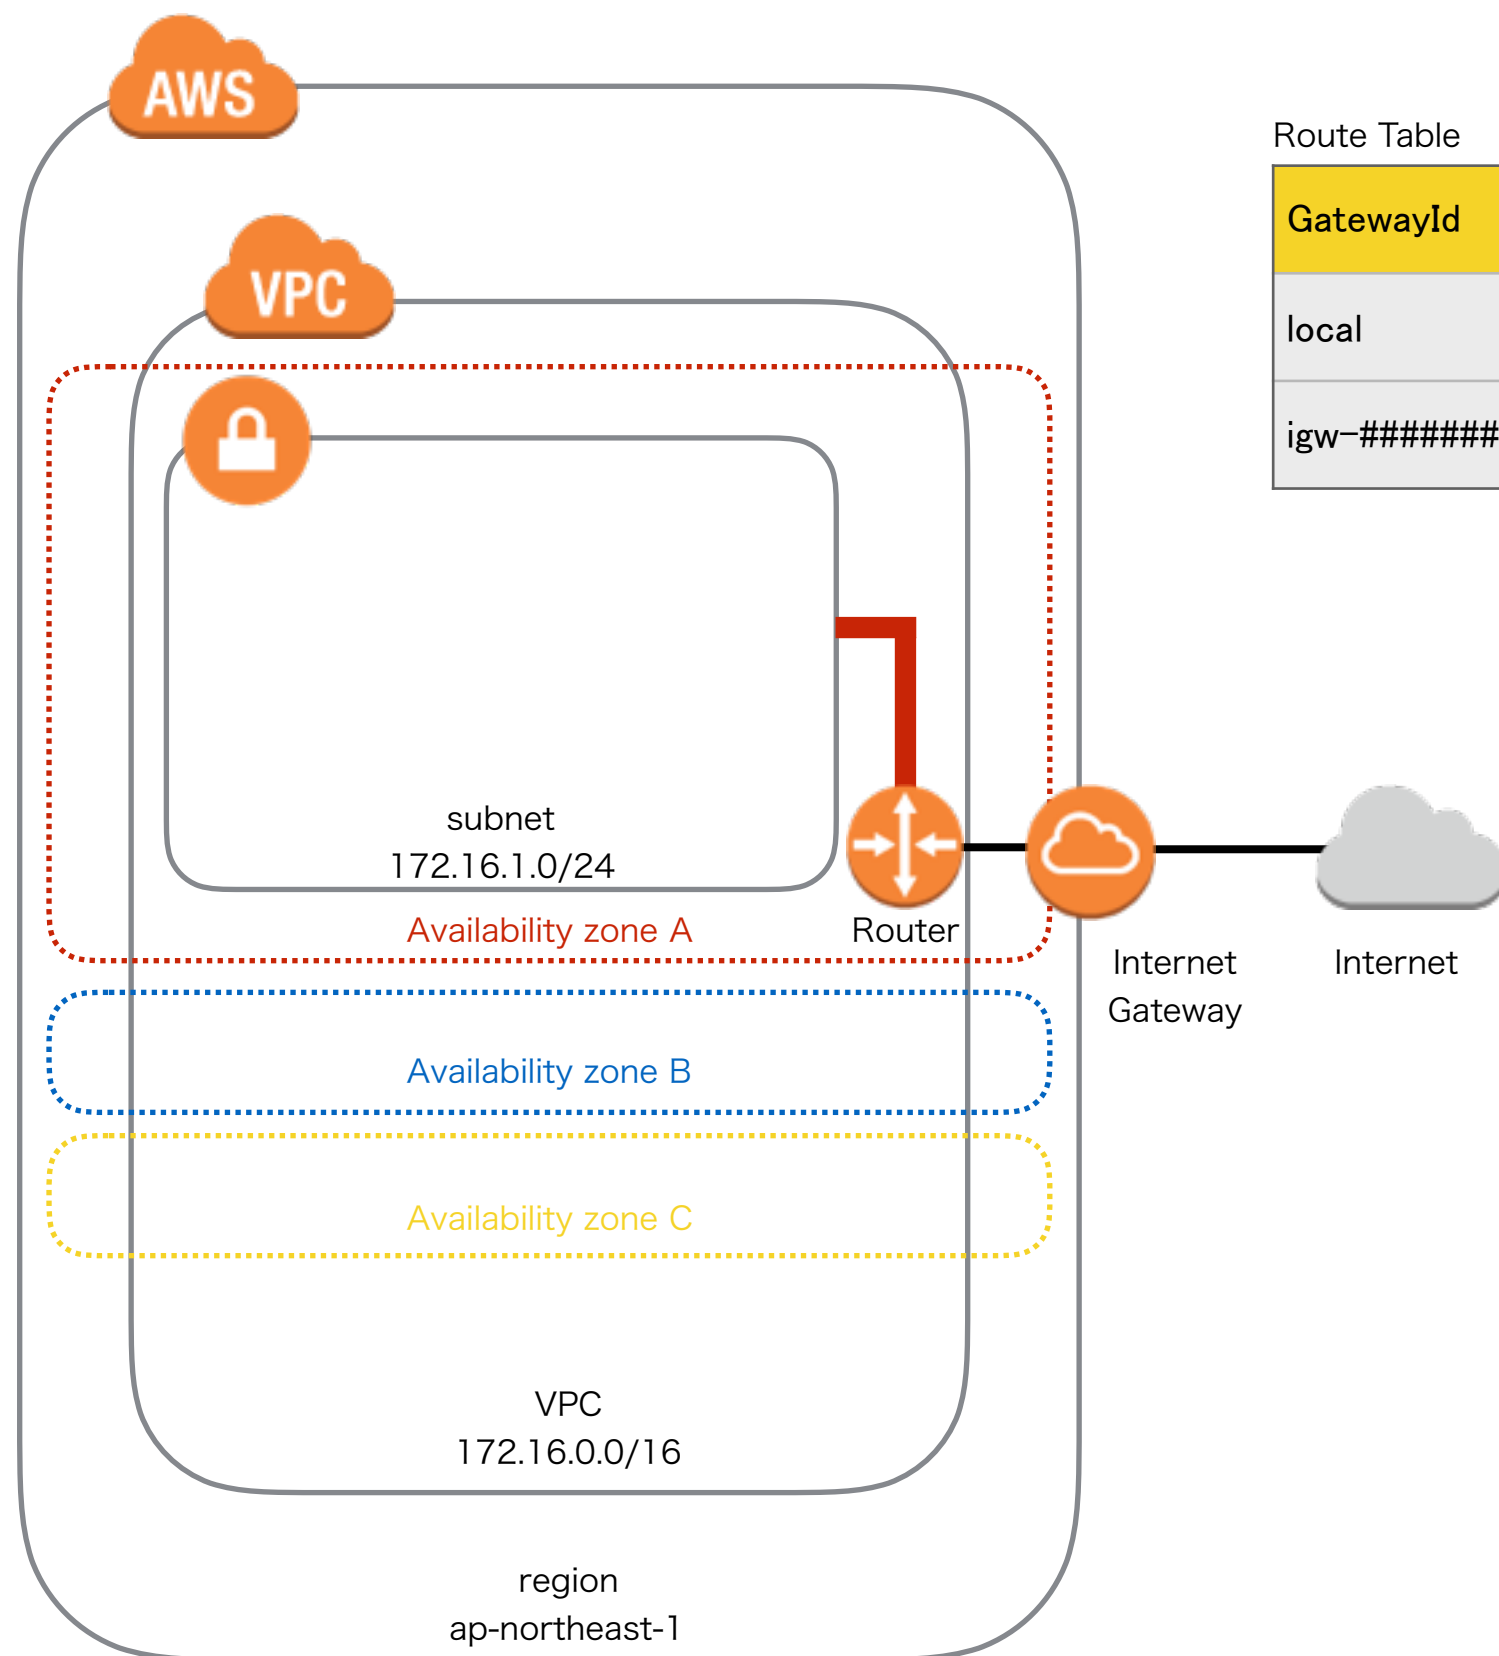 AWS
Route Table
GatewayId
local
igw-#######
VPC
subnet
172.16.1.0/24
Availability zone A
Router
Internet
Gateway
Internet
Availability zone B
Availability zone C
VPC
172.16.0.0/16
region
ap-northeast-1